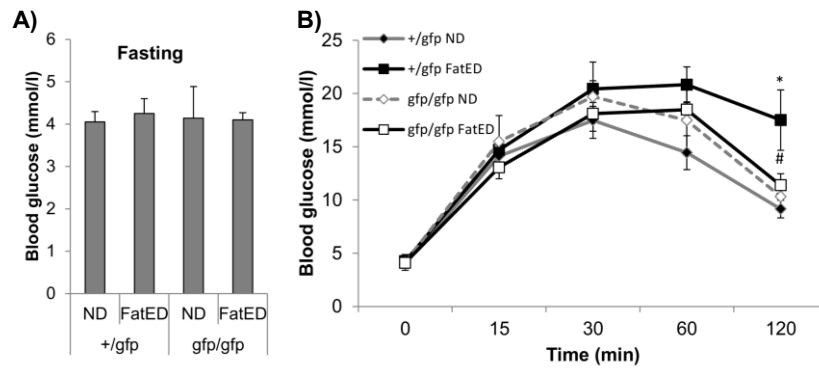 A)
Fasting
Blood glucose (mmol/l)
6
5
4
3
2
1
0
ND FatED ND FatED
+/gfp gfp/gfp
B)
Blood glucose (mmol/l)
25
20
15
10
5
0
+/gfp ND
+/gfp FatED
gfp/gfp ND
gfp/gfp FatED
*
#
0 15 30 60 120
Time (min)